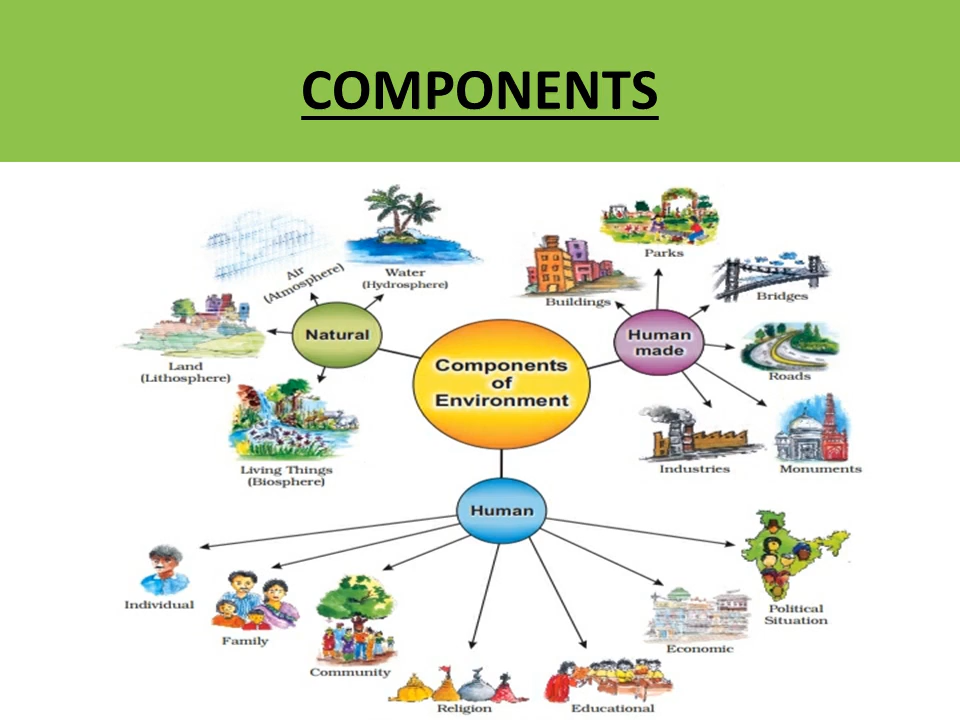 COMPONENTS
Air
(Atmosphere)
Water
(Hydrosphere)
Land
(Lithosphere)
Natural
Living Things
(Biosphere)
Components
of
Environment
Parks
Buildings
Bridges
Human
made
Roads
Industries
Monuments
Human
Individual
Family
Community
Religion
Educational
Economic
Political
Situation